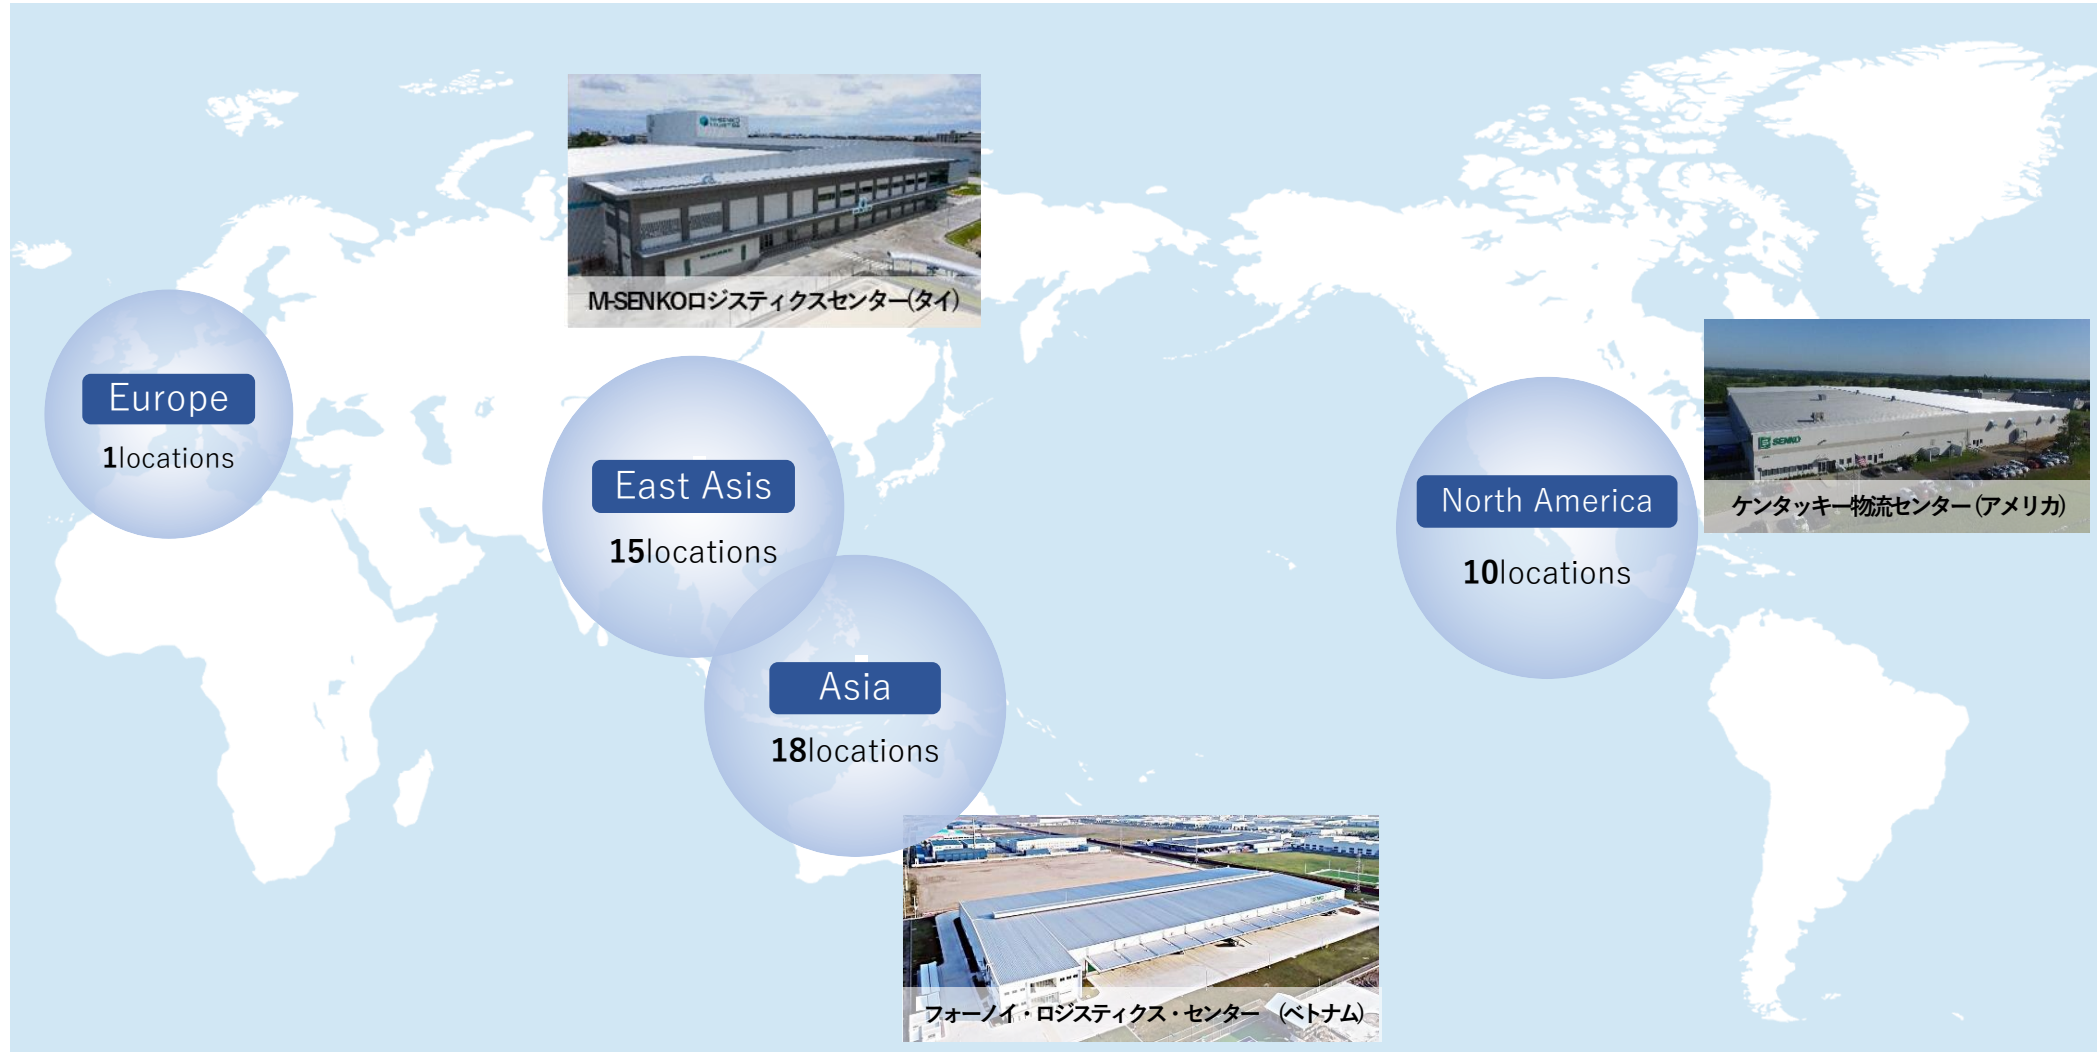 M-SENKOロジスティクスセンター(タイ)
Europe
1locations
East Asis
15locations
SENKO
North America
10locations
ケンタッキー物流センター(アメリカ)
Asia
18locations
SENKO
フォーノイ・ロジスティクス・センター (ベトナム)